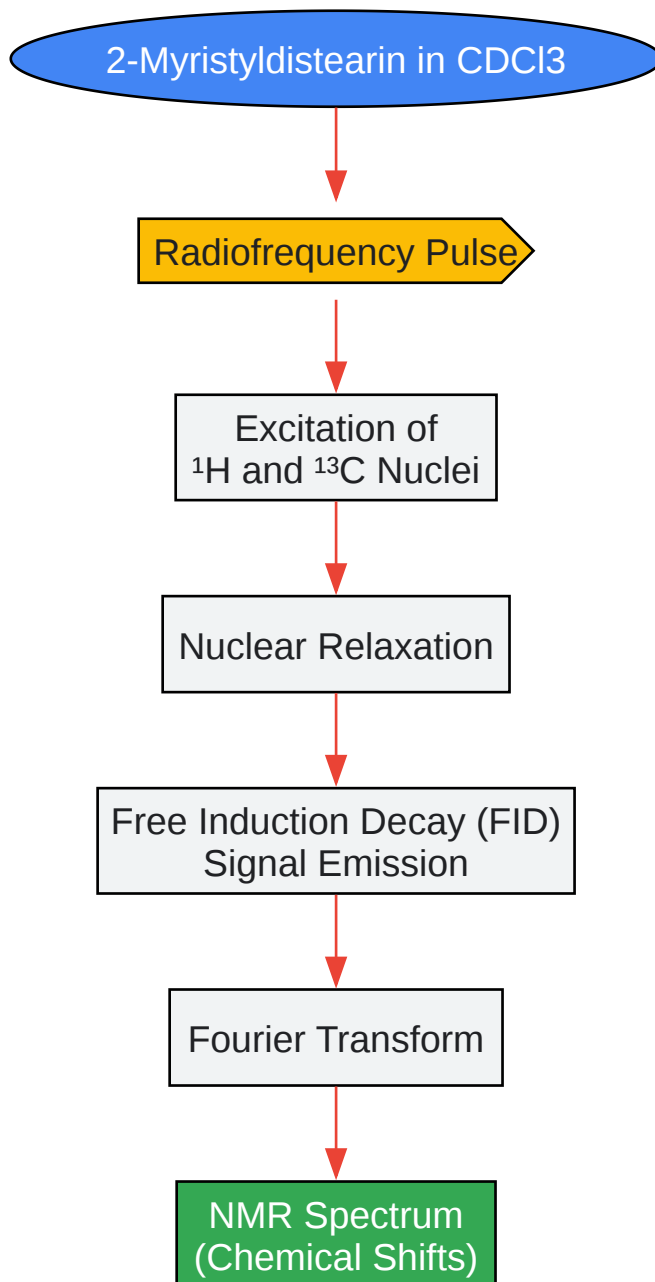 2-Myristyldistearin in CDCl3
Radiofrequency Pulse
Excitation of
¹H and ¹³C Nuclei
Nuclear Relaxation
Free Induction Decay (FID)
Signal Emission
Fourier Transform
NMR Spectrum
(Chemical Shifts)